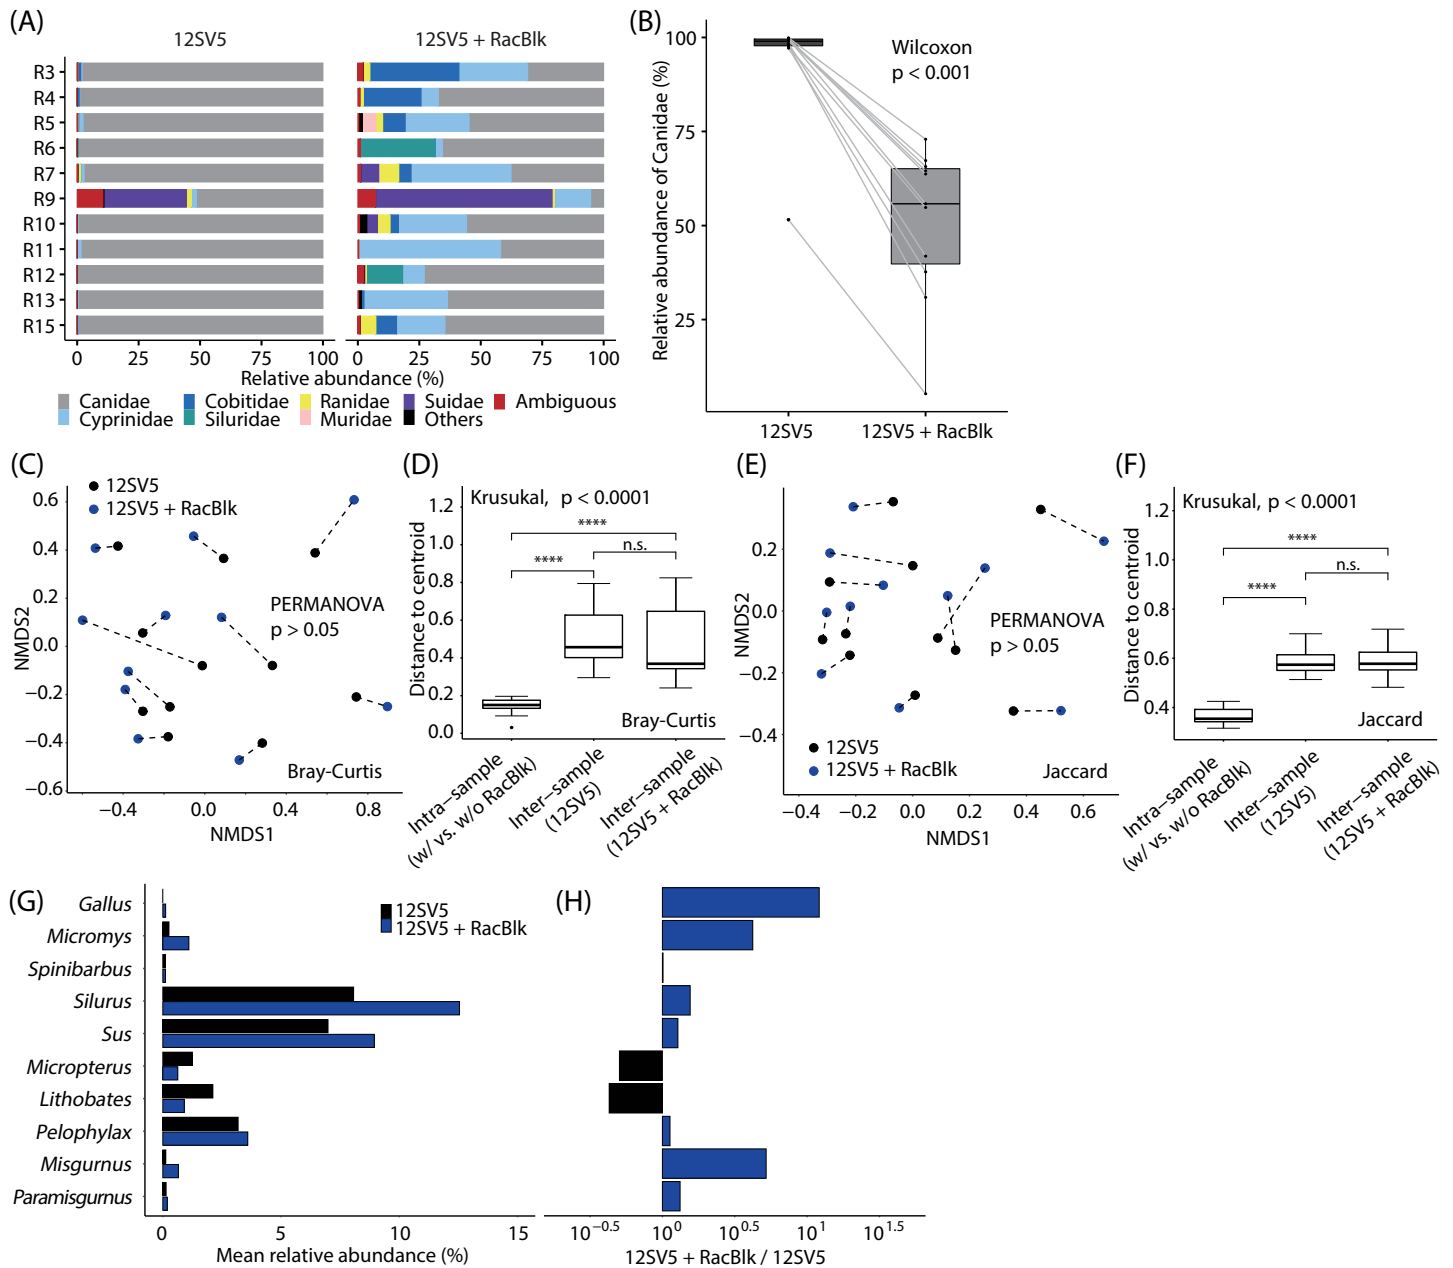 (A)
12SV5
12SV5 + RacBlk
R3
R4
R5
R6
R7
R9
R10
R11
R12
R13
R15
0 25 50 75 100
0 25 50 75 100
Relative abundance (%)
Canidae Cobitidae Ranidae Suidae Ambiguous
Cyprinidae Siluridae Muridae Others
(B)
Relative abundance of Canidae (%)
100
75
50
25
Wilcoxon
p < 0.001
12SV5
12SV5 + RacBlk
(C)
12SV5
12SV5 + RacBlk
NMDS2
0.6
0.4
0.2
0.0
−0.2
−0.4
−0.6
PERMANOVA
p > 0.05
Bray-Curtis
−0.4 0.0 0.4 0.8
NMDS1
(D)
Krusukal, p < 0.0001
Distance to centroid
1.2
1.0
0.8
0.6
0.4
0.2
0.0
****
n.s.
****
Bray-Curtis
Intra−sample
(w/ vs. w/o RacBlk)
Inter−sample
(12SV5)
Inter−sample
(12SV5 + RacBlk)
(E)
NMDS2
0.2
0.0
−0.2
−0.4
PERMANOVA
p > 0.05
12SV5
12SV5 + RacBlk
Jaccard
−0.4 −0.2 0.0 0.2 0.4 0.6
NMDS1
(F)
Krusukal, p < 0.0001
Distance to centroid
1.2
1.0
0.8
0.6
0.4
****
n.s.
****
Jaccard
Intra−sample
(w/ vs. w/o RacBlk)
Inter−sample
(12SV5)
Inter−sample
(12SV5 + RacBlk)
(G)
12SV5
12SV5 + RacBlk
Gallus
Micromys
Spinibarbus
Silurus
Sus
Micropterus
Lithobates
Pelophylax
Misgurnus
Paramisgurnus
0 5 10 15
Mean relative abundance (%)
(H)
10^−0.5 10^0 10^0.5 10^1 10^1.5
12SV5 + RacBlk / 12SV5